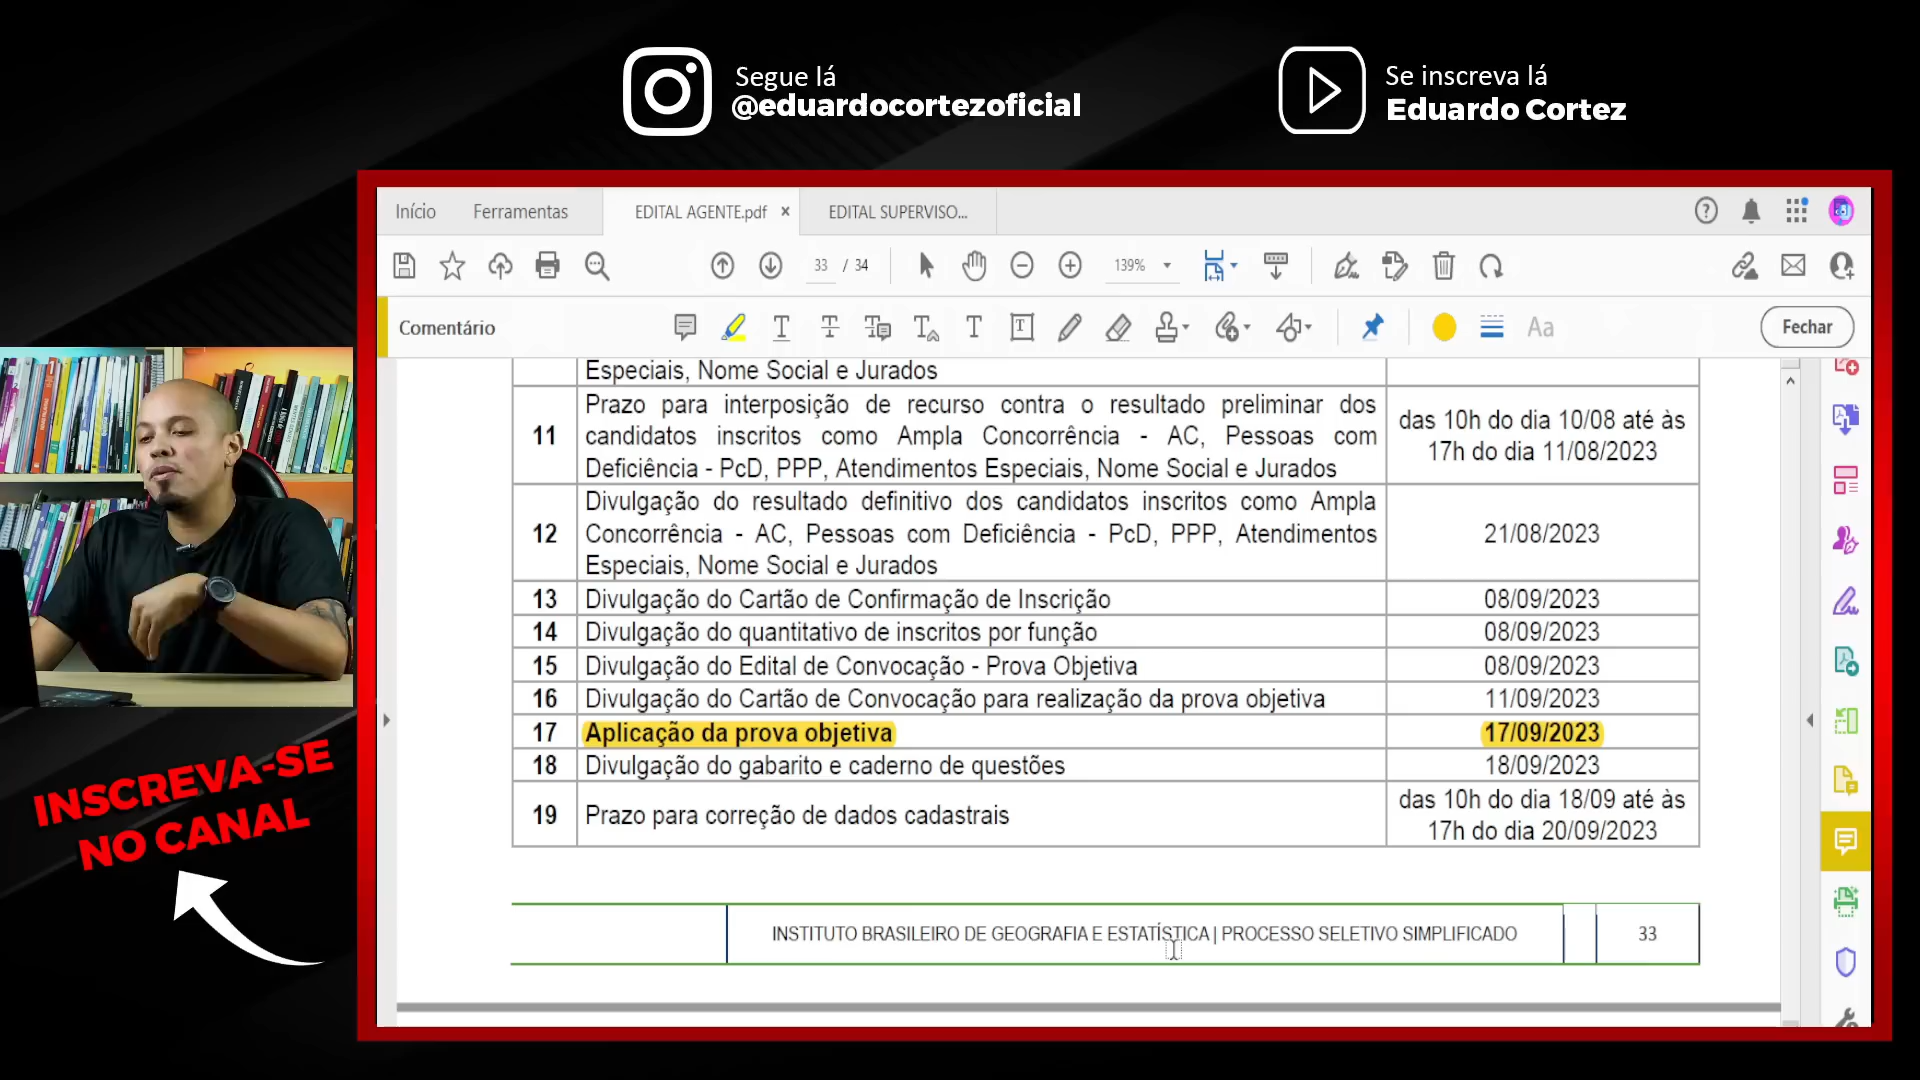 Segue lá
@eduardocortezoficial
Se inscreva lá
Eduardo Cortez
Início
Ferramentas
EDITAL AGENTE.pdf
×
EDITAL SUPERVISO...
33
/ 34
139%
Comentário
Aa
Fechar
Especiais, Nome Social e Jurados
11
Prazo para interposição de recurso contra o resultado preliminar dos
candidatos inscritos como Ampla Concorrência - AC, Pessoas com
Deficiência - PcD, PPP, Atendimentos Especiais, Nome Social e Jurados
das 10h do dia 10/08 até às
17h do dia 11/08/2023
12
Divulgação do resultado definitivo dos candidatos inscritos como Ampla
Concorrência - AC, Pessoas com Deficiência - PcD, PPP, Atendimentos
Especiais, Nome Social e Jurados
21/08/2023
13 Divulgação do Cartão de Confirmação de Inscrição 08/09/2023
14 Divulgação do quantitativo de inscritos por função 08/09/2023
15 Divulgação do Edital de Convocação - Prova Objetiva 08/09/2023
16 Divulgação do Cartão de Convocação para realização da prova objetiva 11/09/2023
17 Aplicação da prova objetiva 17/09/2023
18 Divulgação do gabarito e caderno de questões 18/09/2023
19 Prazo para correção de dados cadastrais
das 10h do dia 18/09 até às
17h do dia 20/09/2023
INSTITUTO BRASILEIRO DE GEOGRAFIA E ESTATÍSTICA | PROCESSO SELETIVO SIMPLIFICADO
33
INSCREVA-SE
NO CANAL